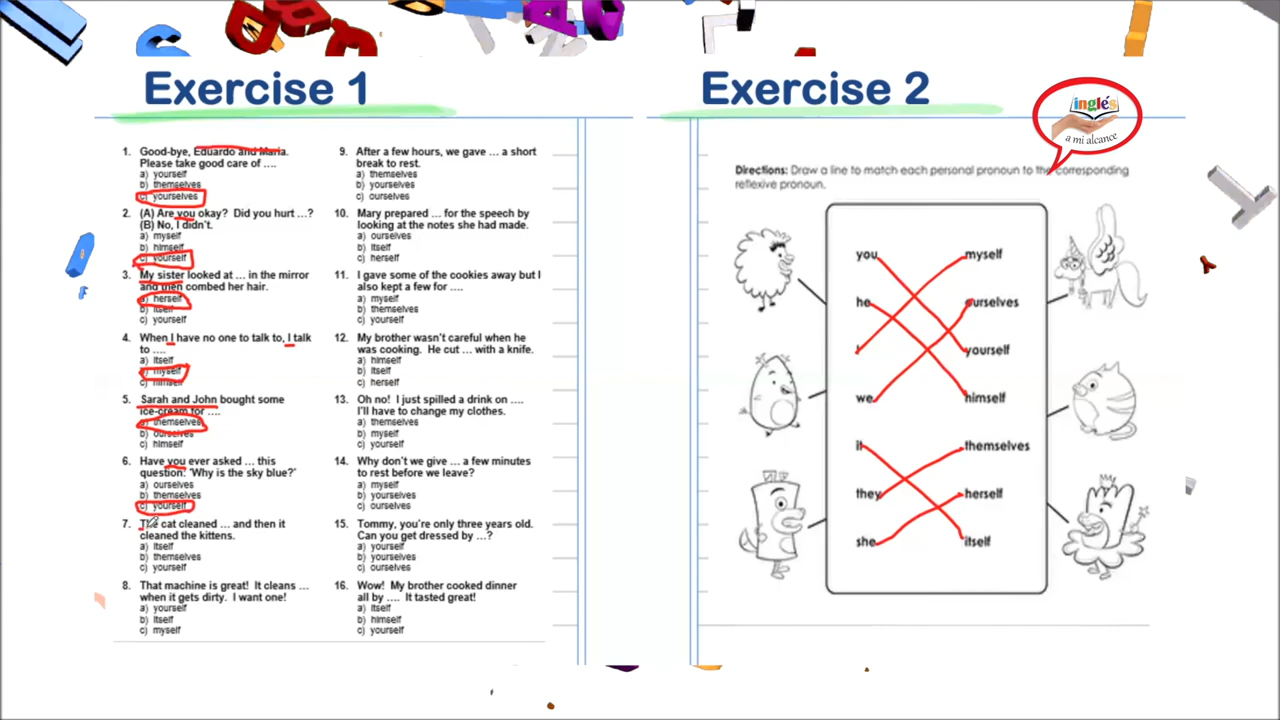 Exercise 1
1. Good-bye, Eduardo and Maria.
Please take good care of ....
a) yourself
b) themselves
c) yourselves
2. (A) Are you okay? Did you hurt ...?
(B) No, I didn't.
a) myself
b) himself
c) yourself
3. My sister looked at ... in the mirror
and then combed her hair.
a) herself
b) itself
c) yourself
4. When I have no one to talk to, I talk
to ....
a) itself
b) myself
c) himself
5. Sarah and John bought some
ice-cream for ....
a) themselves
b) ourselves
c) himself
6. Have you ever asked ... this
question: 'Why is the sky blue?'
a) ourselves
b) themselves
c) yourself
7. The cat cleaned ... and then it
cleaned the kittens.
a) itself
b) themselves
c) yourself
8. That machine is great! It cleans ...
when it gets dirty. I want one!
a) yourself
b) itself
c) myself
9. After a few hours, we gave ... a short
break to rest.
a) themselves
b) yourselves
c) ourselves
10. Mary prepared ... for the speech by
looking at the notes she had made.
a) ourselves
b) itself
c) herself
11. I gave some of the cookies away but I
also kept a few for ....
a) myself
b) themselves
c) yourself
12. My brother wasn't careful when he
was cooking. He cut ... with a knife.
a) himself
b) itself
c) herself
13. Oh no! I just spilled a drink on ....
I'll have to change my clothes.
a) themselves
b) myself
c) yourself
14. Why don't we give ... a few minutes
to rest before we leave?
a) myself
b) yourselves
c) ourselves
15. Tommy, you're only three years old.
Can you get dressed by ...?
a) yourself
b) yourselves
c) ourselves
16. Wow! My brother cooked dinner
all by .... It tasted great!
a) itself
b) himself
c) yourself
Exercise 2
inglés
a mi alcance
Directions: Draw a line to match each personal pronoun to the corresponding
reflexive pronoun.
you myself
he ourselves
I yourself
we himself
it themselves
they herself
she itself